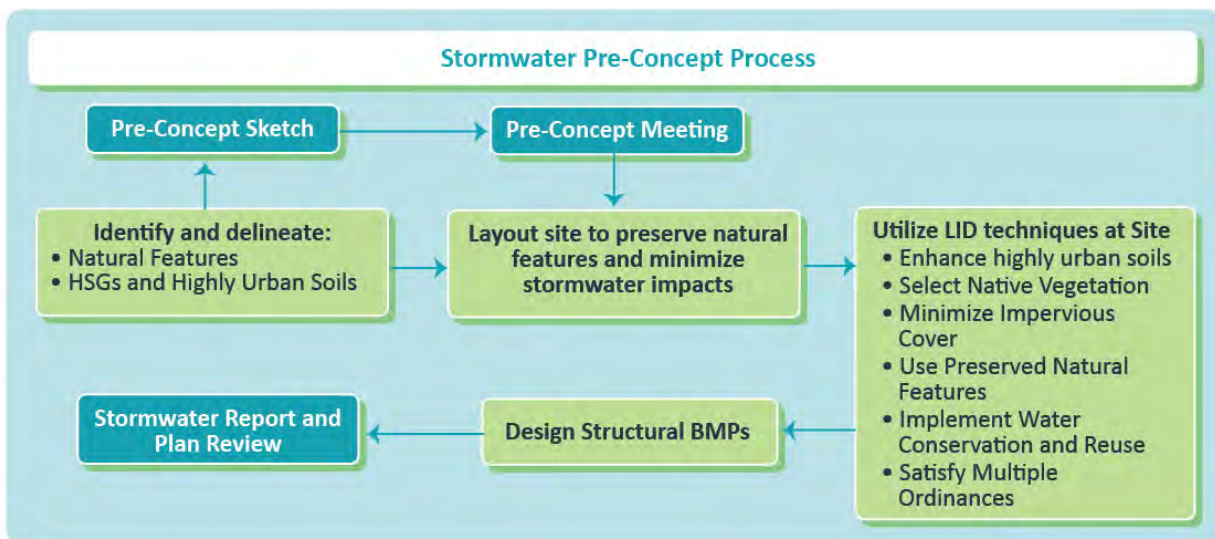 Stormwater Pre-Concept Process
Pre-Concept Sketch
Pre-Concept Meeting
Identify and delineate:
• Natural Features
• HSGs and Highly Urban Soils
Layout site to preserve natural
features and minimize
stormwater impacts
Utilize LID techniques at Site
• Enhance highly urban soils
• Select Native Vegetation
• Minimize Impervious
Cover
• Use Preserved Natural
Features
• Implement Water
Conservation and Reuse
• Satisfy Multiple
Ordinances
Design Structural BMPs
Stormwater Report and
Plan Review